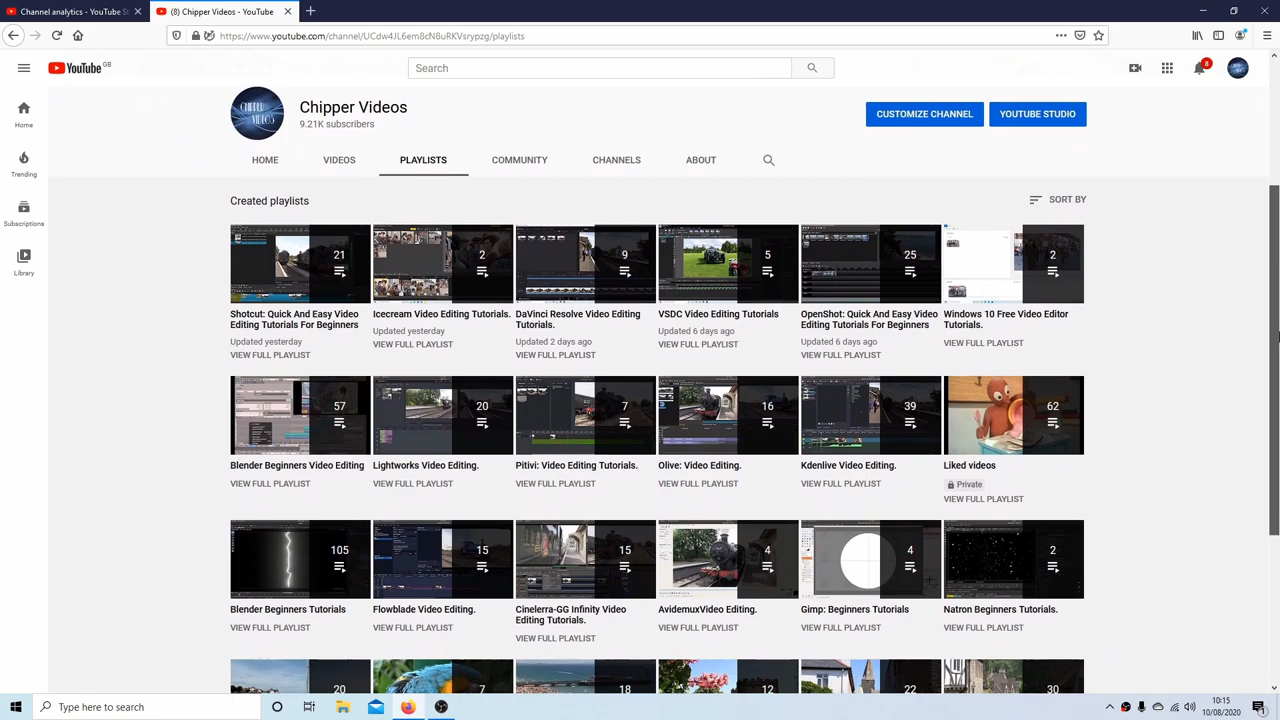 Channel analytics - YouTube
(8) Chipper Videos - YouTube
https://www.youtube.com/channel/UCdw4JL6em8cN8uRKVsrypzg/playlists
YouTube GB
Search
8
CHIPPER VIDEOS
Chipper Videos
9.21K subscribers
CUSTOMIZE CHANNEL
YOUTUBE STUDIO
Home
Trending
Subscriptions
Library
HOME VIDEOS PLAYLISTS COMMUNITY CHANNELS ABOUT
Created playlists
SORT BY
21
Shotcut: Quick And Easy Video
Editing Tutorials For Beginners
Updated yesterday
VIEW FULL PLAYLIST
2
Icecream Video Editing Tutorials.
Updated yesterday
VIEW FULL PLAYLIST
9
DaVinci Resolve Video Editing
Tutorials.
Updated 2 days ago
VIEW FULL PLAYLIST
5
VSDC Video Editing Tutorials
Updated 6 days ago
VIEW FULL PLAYLIST
25
OpenShot: Quick And Easy Video
Editing Tutorials For Beginners
Updated 6 days ago
VIEW FULL PLAYLIST
2
Windows 10 Free Video Editor
Tutorials.
VIEW FULL PLAYLIST
57
Blender Beginners Video Editing
VIEW FULL PLAYLIST
20
Lightworks Video Editing.
VIEW FULL PLAYLIST
7
Pitivi: Video Editing Tutorials.
VIEW FULL PLAYLIST
16
Olive: Video Editing.
VIEW FULL PLAYLIST
39
Kdenlive Video Editing.
VIEW FULL PLAYLIST
62
Liked videos
Private
VIEW FULL PLAYLIST
105
Blender Beginners Tutorials
VIEW FULL PLAYLIST
15
Flowblade Video Editing.
VIEW FULL PLAYLIST
15
Cinelerra-GG Infinity Video
Editing Tutorials.
VIEW FULL PLAYLIST
4
AvidemuxVideo Editing.
VIEW FULL PLAYLIST
4
Gimp: Beginners Tutorials
VIEW FULL PLAYLIST
2
Natron Beginners Tutorials.
VIEW FULL PLAYLIST
20
7
18
12
22
30
Type here to search
10:15
10/08/2020
1